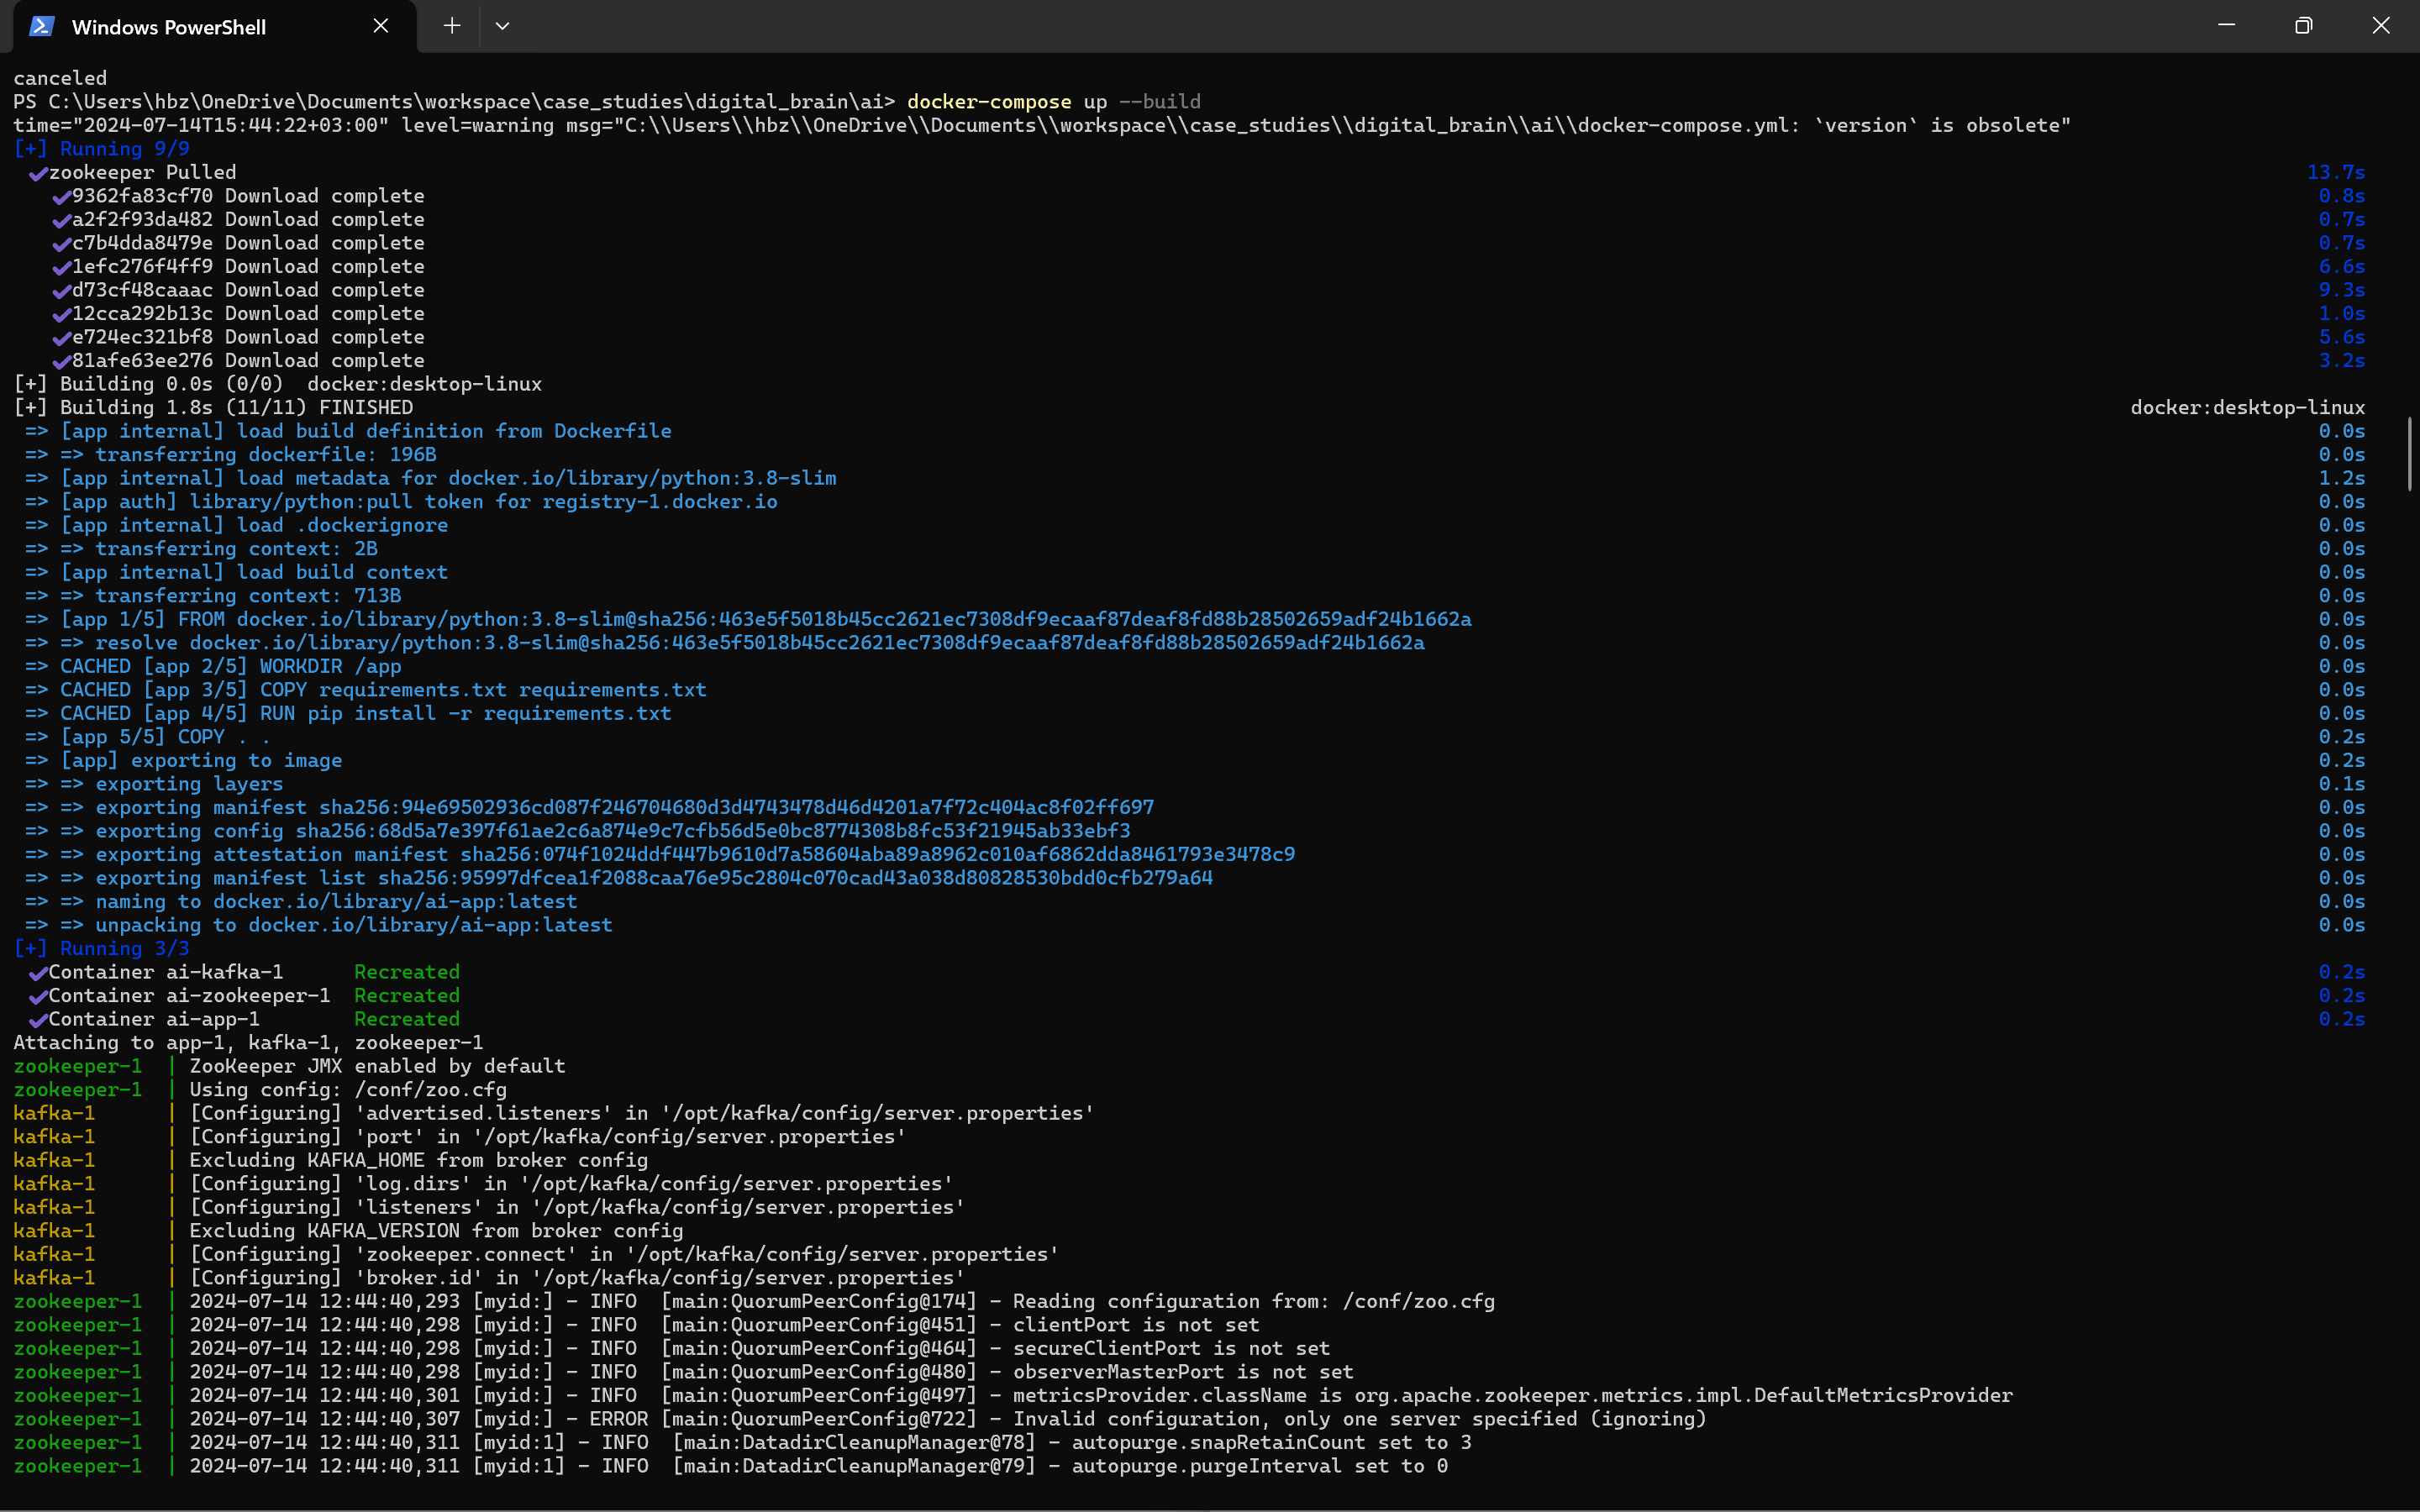 Windows PowerShell
canceled
PS C:\Users\hbz\OneDrive\Documents\workspace\case_studies\digital_brain\ai> docker-compose up --build
time="2024-07-14T15:44:22+03:00" level=warning msg="C:\\Users\\hbz\\OneDrive\\Documents\\workspace\\case_studies\\digital_brain\\ai\\docker-compose.yml: `version` is obsolete"
[+] Running 9/9
✔zookeeper Pulled 13.7s
✔9362fa83cf70 Download complete 0.8s
✔a2f2f93da482 Download complete 0.7s
✔c7b4dda8479e Download complete 0.7s
✔1efc276f4ff9 Download complete 6.6s
✔d73cf48caaac Download complete 9.3s
✔12cca292b13c Download complete 1.0s
✔e724ec321bf8 Download complete 5.6s
✔81afe63ee276 Download complete 3.2s
[+] Building 0.0s (0/0)  docker:desktop-linux
[+] Building 1.8s (11/11) FINISHED docker:desktop-linux
=> [app internal] load build definition from Dockerfile 0.0s
=> => transferring dockerfile: 196B 0.0s
=> [app internal] load metadata for docker.io/library/python:3.8-slim 1.2s
=> [app auth] library/python:pull token for registry-1.docker.io 0.0s
=> [app internal] load .dockerignore 0.0s
=> => transferring context: 2B 0.0s
=> [app internal] load build context 0.0s
=> => transferring context: 713B 0.0s
=> [app 1/5] FROM docker.io/library/python:3.8-slim@sha256:463e5f5018b45cc2621ec7308df9ecaaf87deaf8fd88b28502659adf24b1662a 0.0s
=> => resolve docker.io/library/python:3.8-slim@sha256:463e5f5018b45cc2621ec7308df9ecaaf87deaf8fd88b28502659adf24b1662a 0.0s
=> CACHED [app 2/5] WORKDIR /app 0.0s
=> CACHED [app 3/5] COPY requirements.txt requirements.txt 0.0s
=> CACHED [app 4/5] RUN pip install -r requirements.txt 0.0s
=> [app 5/5] COPY . . 0.2s
=> [app] exporting to image 0.2s
=> => exporting layers 0.1s
=> => exporting manifest sha256:94e69502936cd087f246704680d3d4743478d46d4201a7f72c404ac8f02ff697 0.0s
=> => exporting config sha256:68d5a7e397f61ae2c6a874e9c7cfb56d5e0bc8774308b8fc53f21945ab33ebf3 0.0s
=> => exporting attestation manifest sha256:074f1024ddf447b9610d7a58604aba89a8962c010af6862dda8461793e3478c9 0.0s
=> => exporting manifest list sha256:95997dfcea1f2088caa76e95c2804c070cad43a038d80828530bdd0cfb279a64 0.0s
=> => naming to docker.io/library/ai-app:latest 0.0s
=> => unpacking to docker.io/library/ai-app:latest 0.0s
[+] Running 3/3
✔Container ai-kafka-1      Recreated 0.2s
✔Container ai-zookeeper-1  Recreated 0.2s
✔Container ai-app-1        Recreated 0.2s
Attaching to app-1, kafka-1, zookeeper-1
zookeeper-1  | ZooKeeper JMX enabled by default
zookeeper-1  | Using config: /conf/zoo.cfg
kafka-1      | [Configuring] 'advertised.listeners' in '/opt/kafka/config/server.properties'
kafka-1      | [Configuring] 'port' in '/opt/kafka/config/server.properties'
kafka-1      | Excluding KAFKA_HOME from broker config
kafka-1      | [Configuring] 'log.dirs' in '/opt/kafka/config/server.properties'
kafka-1      | [Configuring] 'listeners' in '/opt/kafka/config/server.properties'
kafka-1      | Excluding KAFKA_VERSION from broker config
kafka-1      | [Configuring] 'zookeeper.connect' in '/opt/kafka/config/server.properties'
kafka-1      | [Configuring] 'broker.id' in '/opt/kafka/config/server.properties'
zookeeper-1  | 2024-07-14 12:44:40,293 [myid:] - INFO  [main:QuorumPeerConfig@174] - Reading configuration from: /conf/zoo.cfg
zookeeper-1  | 2024-07-14 12:44:40,298 [myid:] - INFO  [main:QuorumPeerConfig@451] - clientPort is not set
zookeeper-1  | 2024-07-14 12:44:40,298 [myid:] - INFO  [main:QuorumPeerConfig@464] - secureClientPort is not set
zookeeper-1  | 2024-07-14 12:44:40,298 [myid:] - INFO  [main:QuorumPeerConfig@480] - observerMasterPort is not set
zookeeper-1  | 2024-07-14 12:44:40,301 [myid:] - INFO  [main:QuorumPeerConfig@497] - metricsProvider.className is org.apache.zookeeper.metrics.impl.DefaultMetricsProvider
zookeeper-1  | 2024-07-14 12:44:40,307 [myid:] - ERROR [main:QuorumPeerConfig@722] - Invalid configuration, only one server specified (ignoring)
zookeeper-1  | 2024-07-14 12:44:40,311 [myid:1] - INFO  [main:DatadirCleanupManager@78] - autopurge.snapRetainCount set to 3
zookeeper-1  | 2024-07-14 12:44:40,311 [myid:1] - INFO  [main:DatadirCleanupManager@79] - autopurge.purgeInterval set to 0